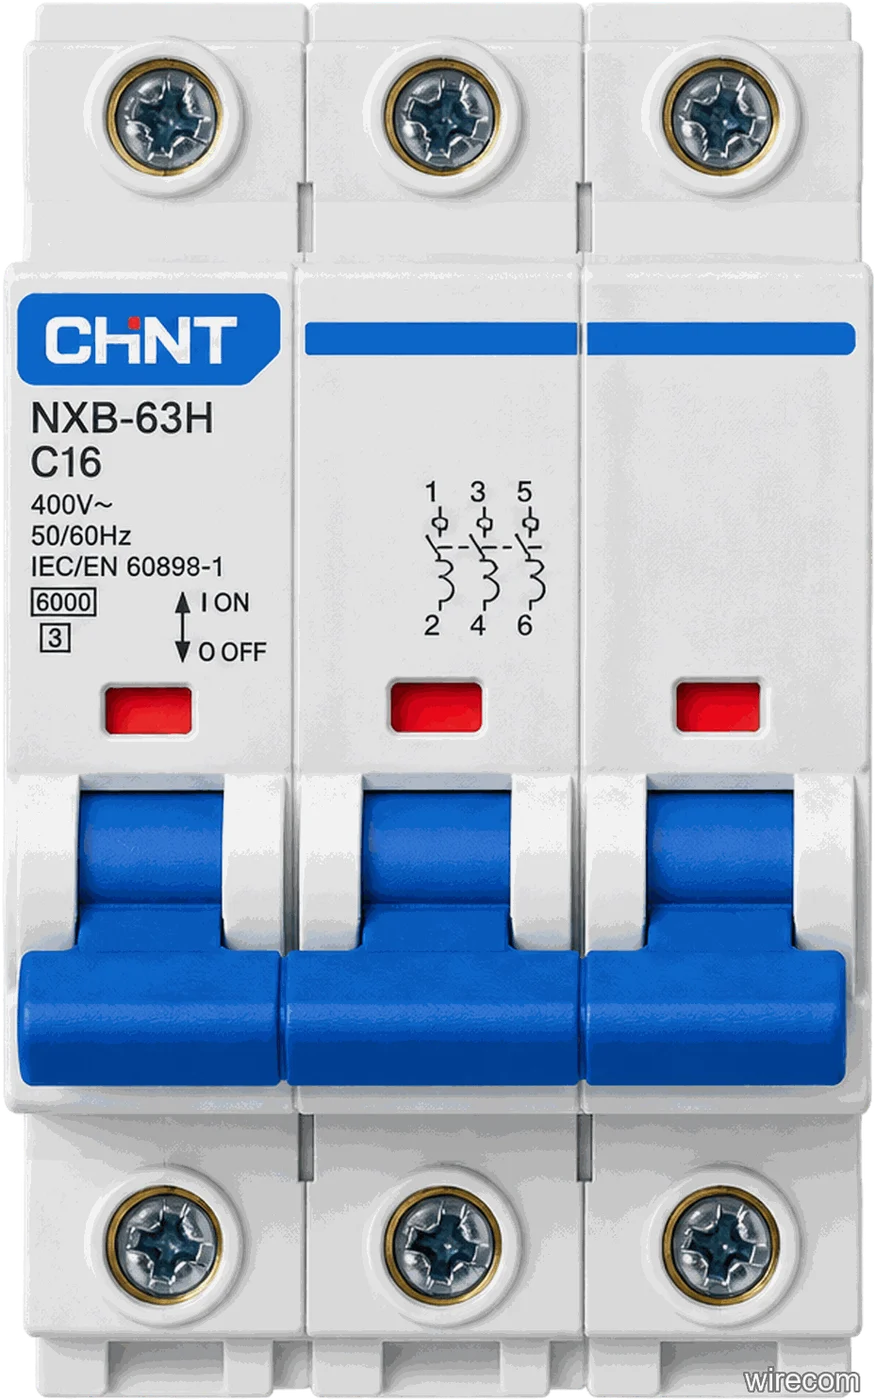 CHINT
NXB-63H
C16
400V~
50/60Hz
IEC/EN 60898-1
6000
3
I ON
O OFF
1 3 5
2 4 6
wirecom